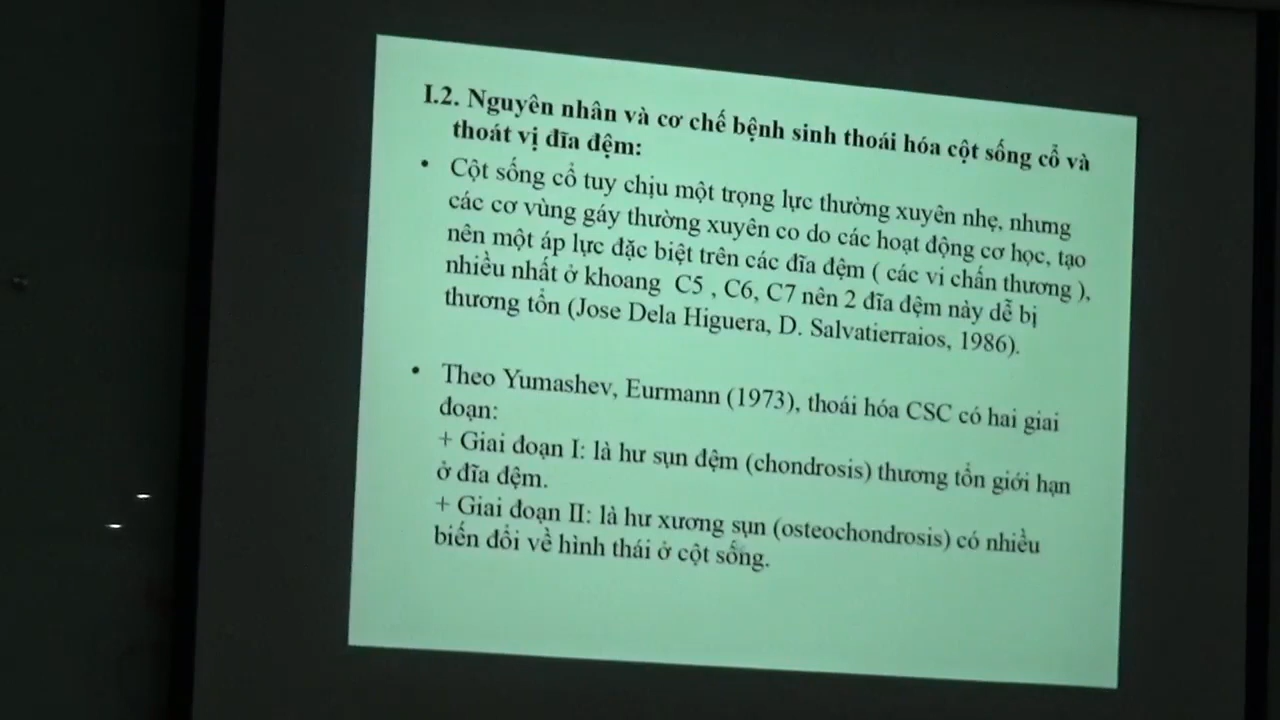 I.2. Nguyên nhân và cơ chế bệnh sinh thoái hóa cột sống cổ và
thoát vị đĩa đệm:
• Cột sống cổ tuy chịu một trọng lực thường xuyên nhẹ, nhưng
các cơ vùng gáy thường xuyên co do các hoạt động cơ học, tạo
nên một áp lực đặc biệt trên các đĩa đệm ( các vi chấn thương ),
nhiều nhất ở khoang C5 , C6, C7 nên 2 đĩa đệm này dễ bị
thương tổn (Jose Dela Higuera, D. Salvatierraios, 1986).
• Theo Yumashev, Eurmann (1973), thoái hóa CSC có hai giai
đoạn:
+ Giai đoạn I: là hư sụn đệm (chondrosis) thương tổn giới hạn
ở đĩa đệm.
+ Giai đoạn II: là hư xương sụn (osteochondrosis) có nhiều
biến đổi về hình thái ở cột sống.